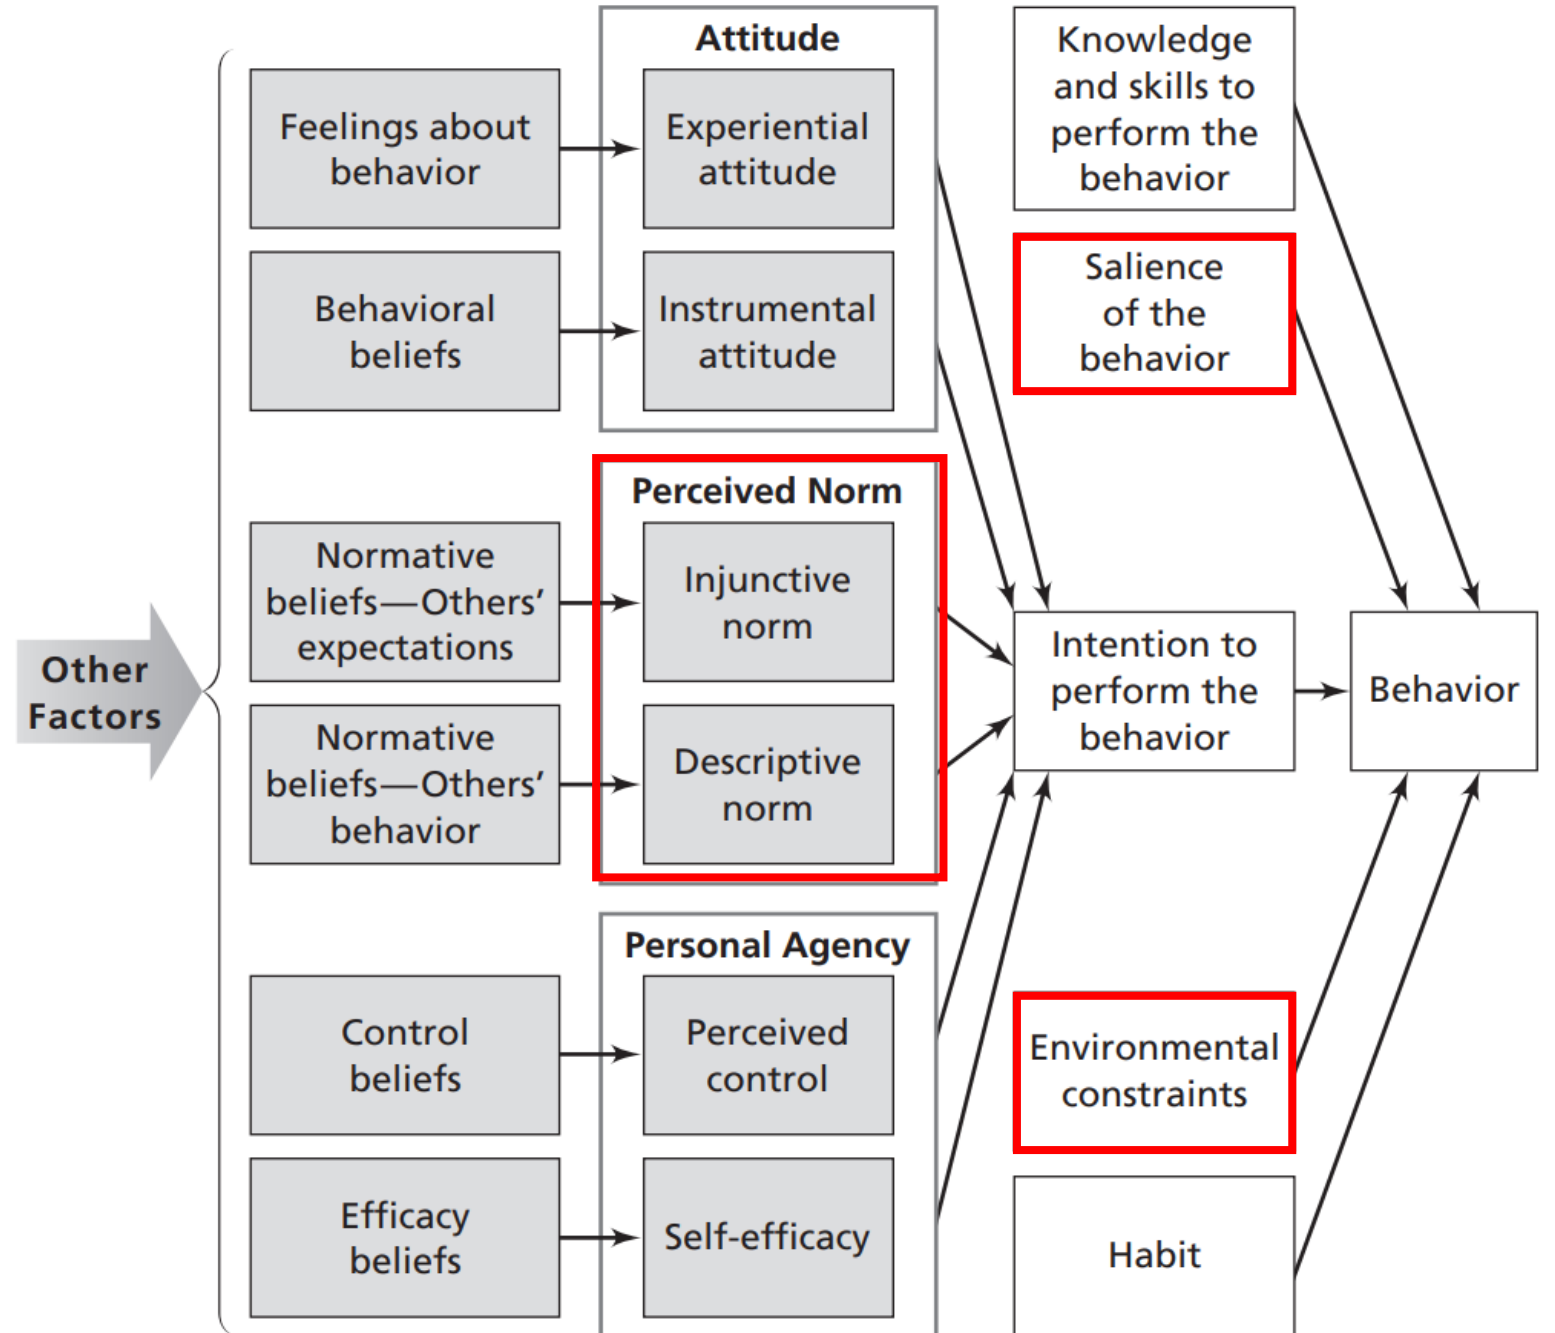 Attitude
Feelings about
behavior
Experiential
attitude
Behavioral
beliefs
Instrumental
attitude
Perceived Norm
Normative
beliefs—Others’
expectations
Injunctive
norm
Normative
beliefs—Others’
behavior
Descriptive
norm
Other
Factors
Personal Agency
Control
beliefs
Perceived
control
Efficacy
beliefs
Self-efficacy
Knowledge
and skills to
perform the
behavior
Salience
of the
behavior
Intention to
perform the
behavior
Behavior
Environmental
constraints
Habit